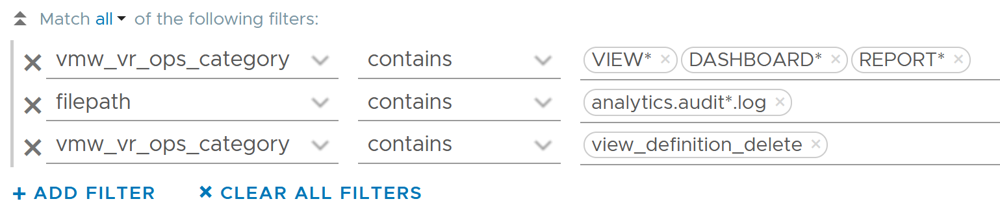 Match all of the following filters:
vmw_vr_ops_category contains VIEW* × DASHBOARD* × REPORT* ×
filepath contains analytics.audit*.log ×
vmw_vr_ops_category contains view_definition_delete ×
+ ADD FILTER × CLEAR ALL FILTERS